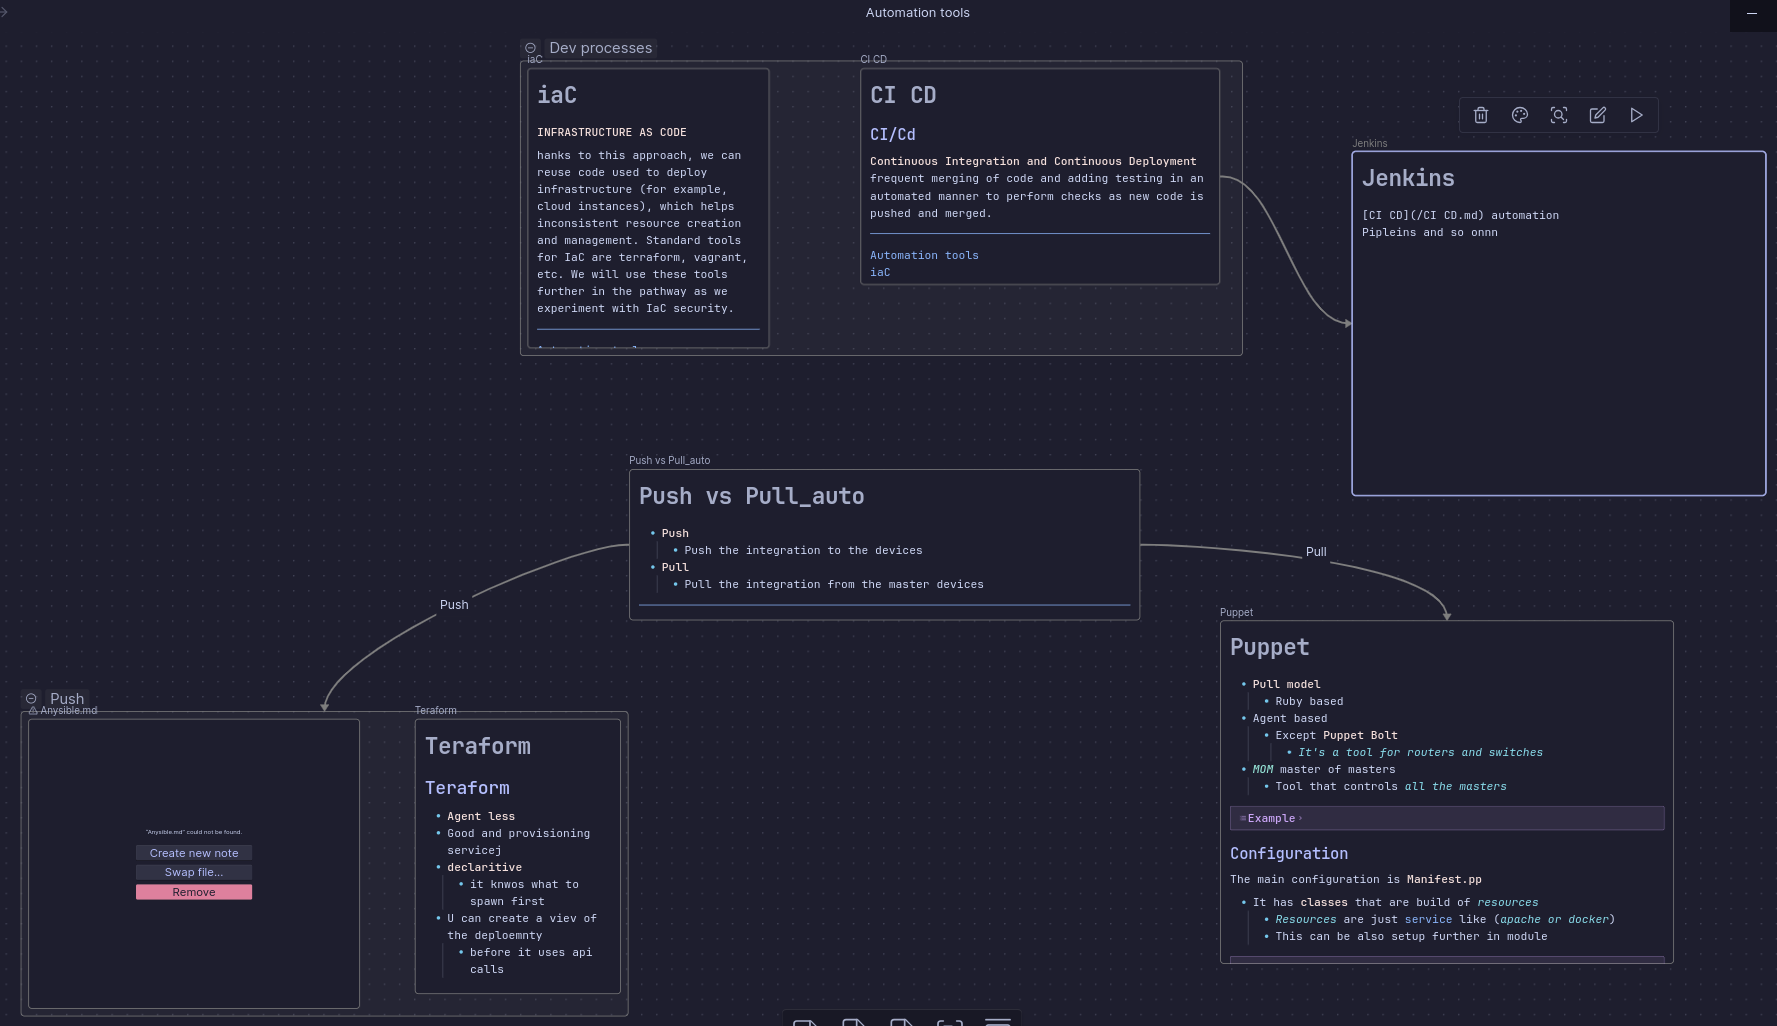 Automation tools
Dev processes
iaC
iaC
INFRASTRUCTURE AS CODE
hanks to this approach, we can
reuse code used to deploy
infrastructure (for example,
cloud instances), which helps
inconsistent resource creation
and management. Standard tools
for IaC are terraform, vagrant,
etc. We will use these tools
further in the pathway as we
experiment with IaC security.
CI CD
CI CD
CI/Cd
Continuous Integration and Continuous Deployment
frequent merging of code and adding testing in an
automated manner to perform checks as new code is
pushed and merged.
Automation tools
iaC
Jenkins
Jenkins
[CI CD](/CI CD.md) automation
Pipleins and so onnn
Push vs Pull_auto
Push vs Pull_auto
• Push
• Push the integration to the devices
• Pull
• Pull the integration from the master devices
Push
Pull
Push
Anysible.md
"Anysible.md" could not be found.
Create new note
Swap file...
Remove
Teraform
Teraform
Teraform
• Agent less
• Good and provisioning
servicej
• declaritive
• it knwos what to
spawn first
• U can create a viev of
the deploemnty
• before it uses api
calls
Puppet
Puppet
• Pull model
• Ruby based
• Agent based
• Except Puppet Bolt
• It's a tool for routers and switches
• MOM master of masters
• Tool that controls all the masters
Example
Configuration
The main configuration is Manifest.pp
• It has classes that are build of resources
• Resources are just service like (apache or docker)
• This can be also setup further in module